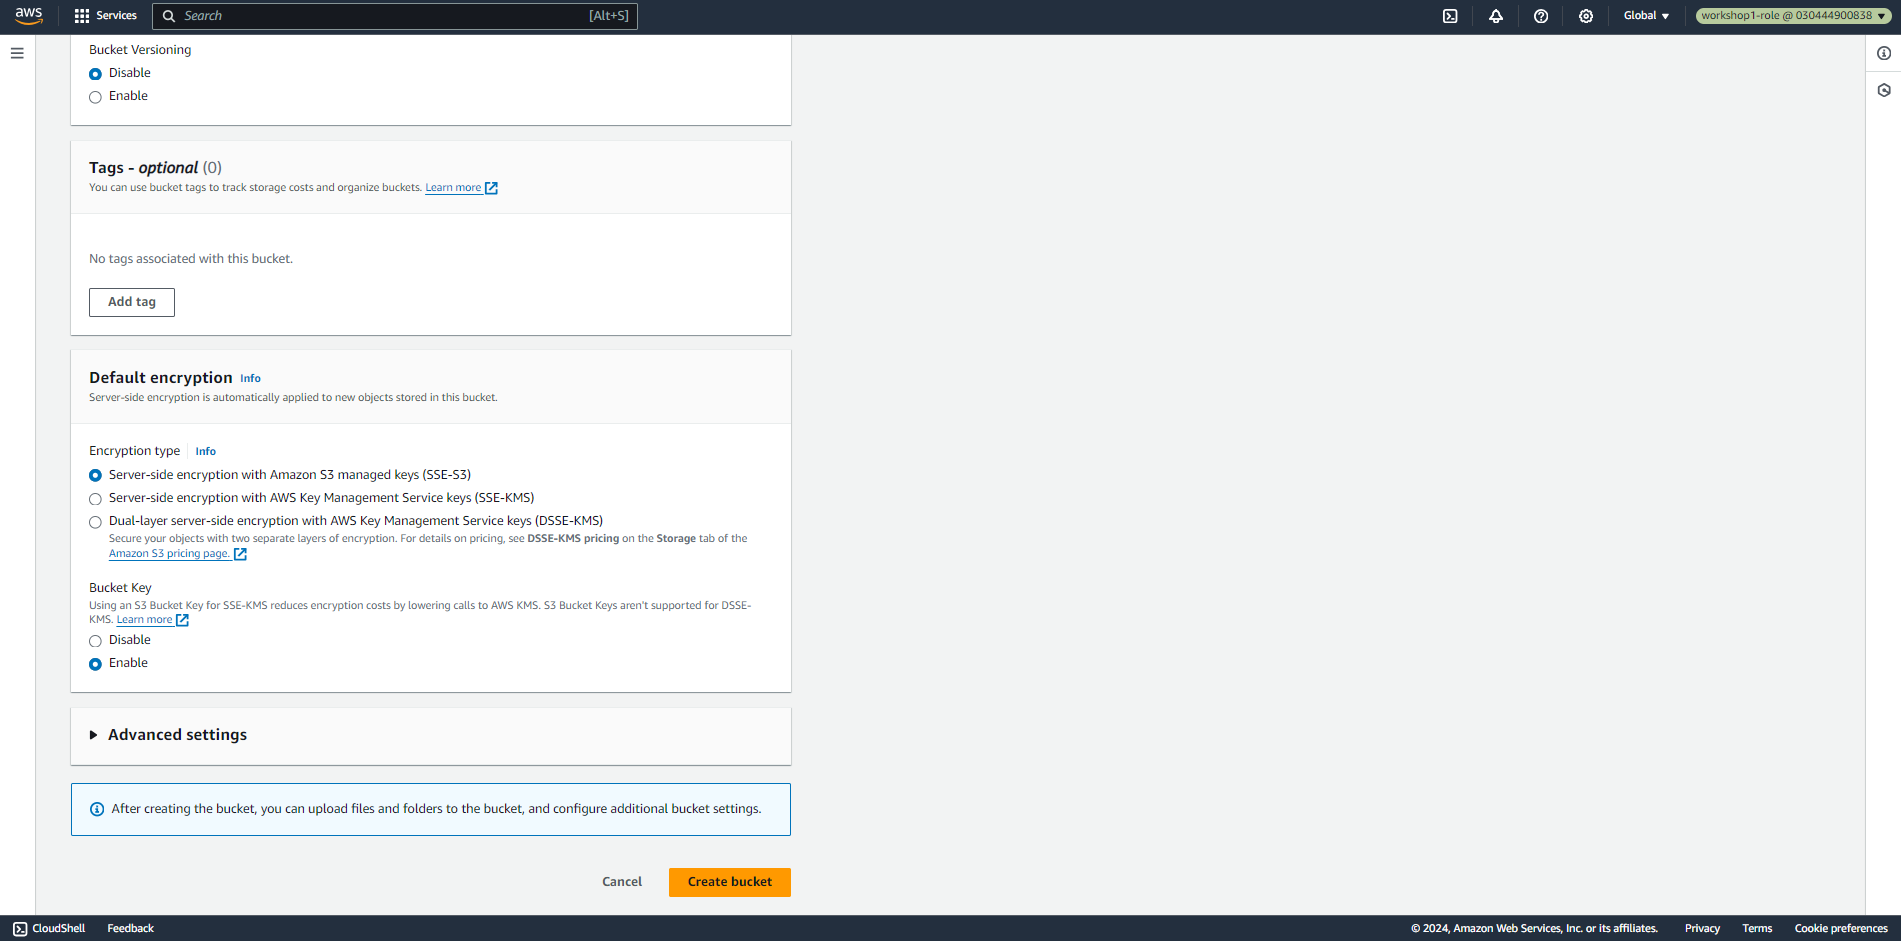 aws
Services
Search
[Alt+S]
Global
workshop1-role @ 030444900838
Bucket Versioning
Disable
Enable
Tags - optional (0)
You can use bucket tags to track storage costs and organize buckets. Learn more
No tags associated with this bucket.
Add tag
Default encryption Info
Server-side encryption is automatically applied to new objects stored in this bucket.
Encryption type Info
Server-side encryption with Amazon S3 managed keys (SSE-S3)
Server-side encryption with AWS Key Management Service keys (SSE-KMS)
Dual-layer server-side encryption with AWS Key Management Service keys (DSSE-KMS)
Secure your objects with two separate layers of encryption. For details on pricing, see DSSE-KMS pricing on the Storage tab of the
Amazon S3 pricing page.
Bucket Key
Using an S3 Bucket Key for SSE-KMS reduces encryption costs by lowering calls to AWS KMS. S3 Bucket Keys aren't supported for DSSE-
KMS. Learn more
Disable
Enable
Advanced settings
After creating the bucket, you can upload files and folders to the bucket, and configure additional bucket settings.
Cancel
Create bucket
CloudShell
Feedback
© 2024, Amazon Web Services, Inc. or its affiliates.
Privacy
Terms
Cookie preferences